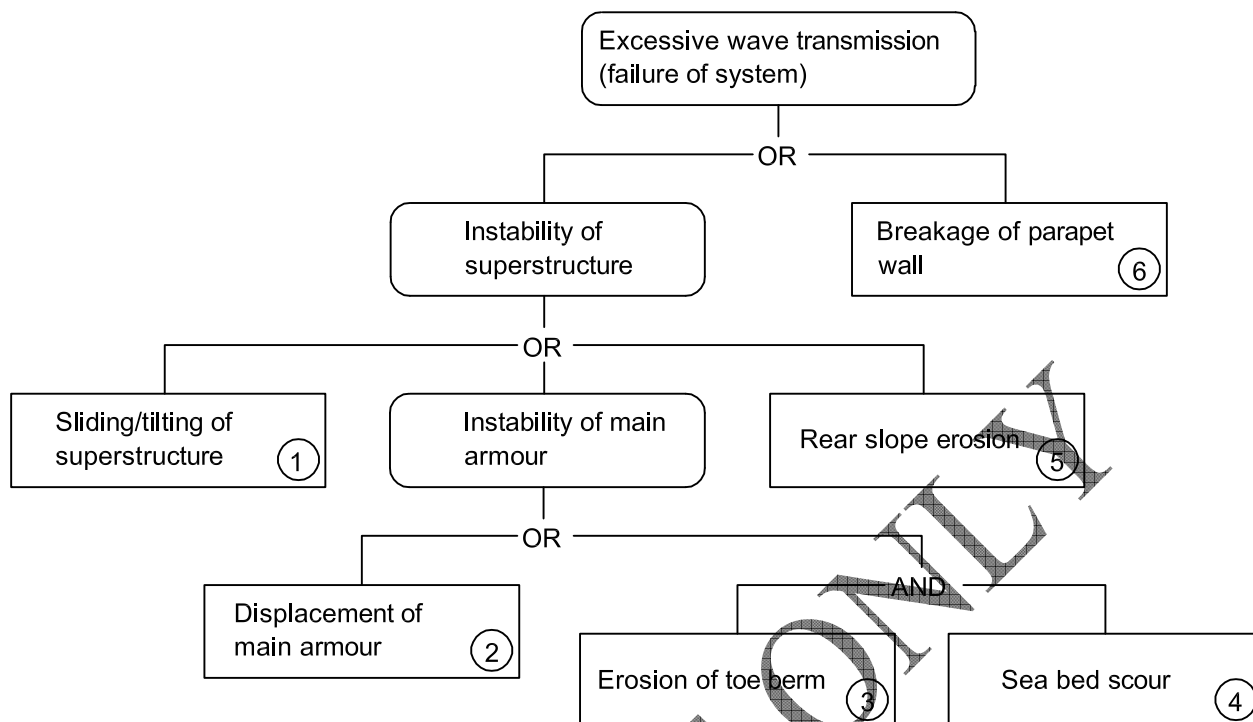 Excessive wave transmission
(failure of system)
OR
Instability of
superstructure
Breakage of parapet
wall
6
OR
Sliding/tilting of
superstructure
1
Instability of main
armour
Rear slope erosion
5
OR
Displacement of
main armour
2
AND
Erosion of toe berm
3
Sea bed scour
4
ONLY